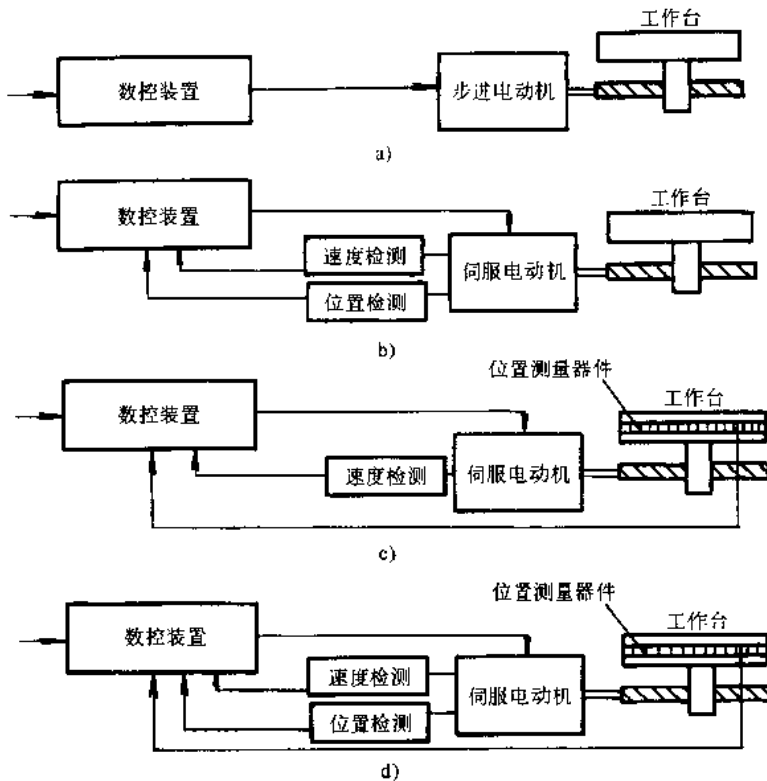 工作台
数控装置
步进电动机
a)
工作台
数控装置
速度检测
伺服电动机
位置检测
b)
位置测量器件
工作台
数控装置
速度检测
伺服电动机
c)
位置测量器件
工作台
数控装置
速度检测
伺服电动机
位置检测
d)